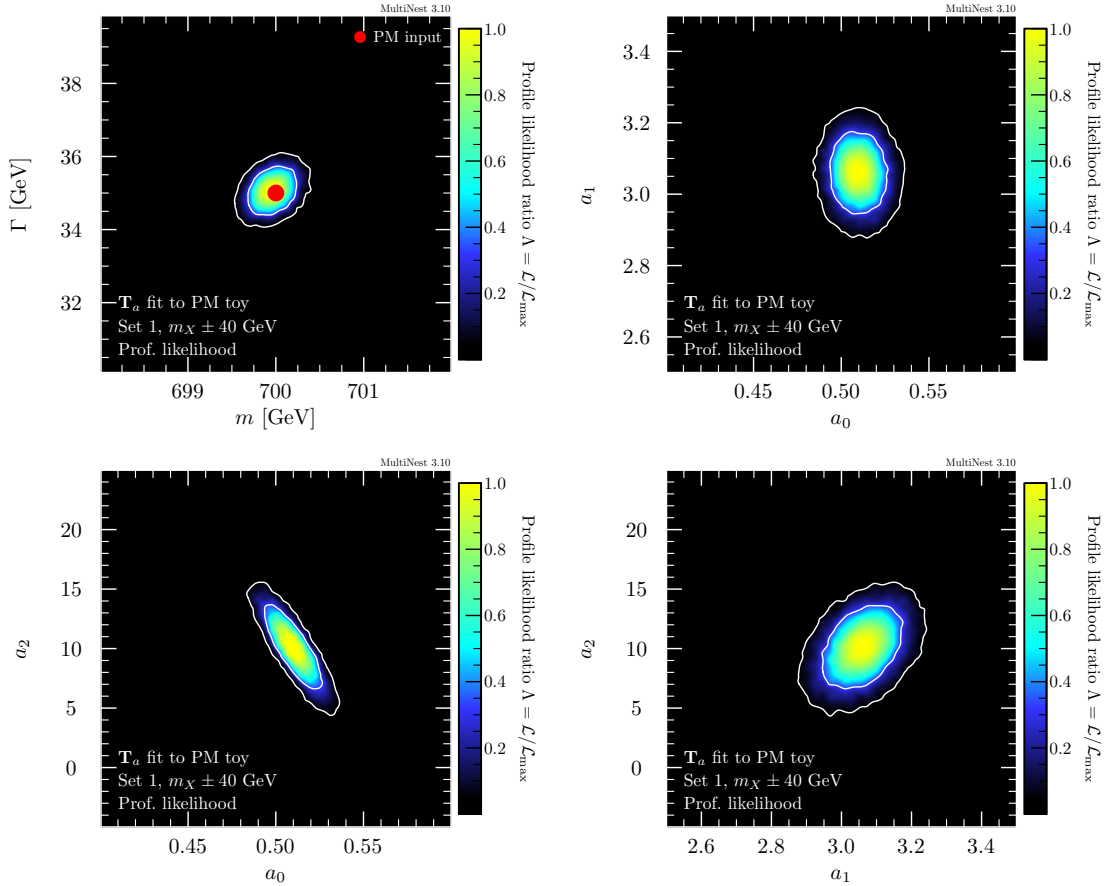 MultiNest 3.10
PM input
39
38
36
34
32
Γ [GeV]
T_a fit to PM toy
Set 1, m_X ± 40 GeV
Prof. likelihood
699 700 701
m [GeV]
1.0
0.8
0.6
0.4
0.2
Profile likelihood ratio Λ = ℒ/ℒ_max
MultiNest 3.10
3.4
3.2
3.0
2.8
2.6
a_1
T_a fit to PM toy
Set 1, m_X ± 40 GeV
Prof. likelihood
0.45 0.50 0.55
a_0
1.0
0.8
0.6
0.4
0.2
Profile likelihood ratio Λ = ℒ/ℒ_max
MultiNest 3.10
20
15
10
5
0
a_2
T_a fit to PM toy
Set 1, m_X ± 40 GeV
Prof. likelihood
0.45 0.50 0.55
a_0
1.0
0.8
0.6
0.4
0.2
Profile likelihood ratio Λ = ℒ/ℒ_max
MultiNest 3.10
20
15
10
5
0
a_2
T_a fit to PM toy
Set 1, m_X ± 40 GeV
Prof. likelihood
2.6 2.8 3.0 3.2 3.4
a_1
1.0
0.8
0.6
0.4
0.2
Profile likelihood ratio Λ = ℒ/ℒ_max